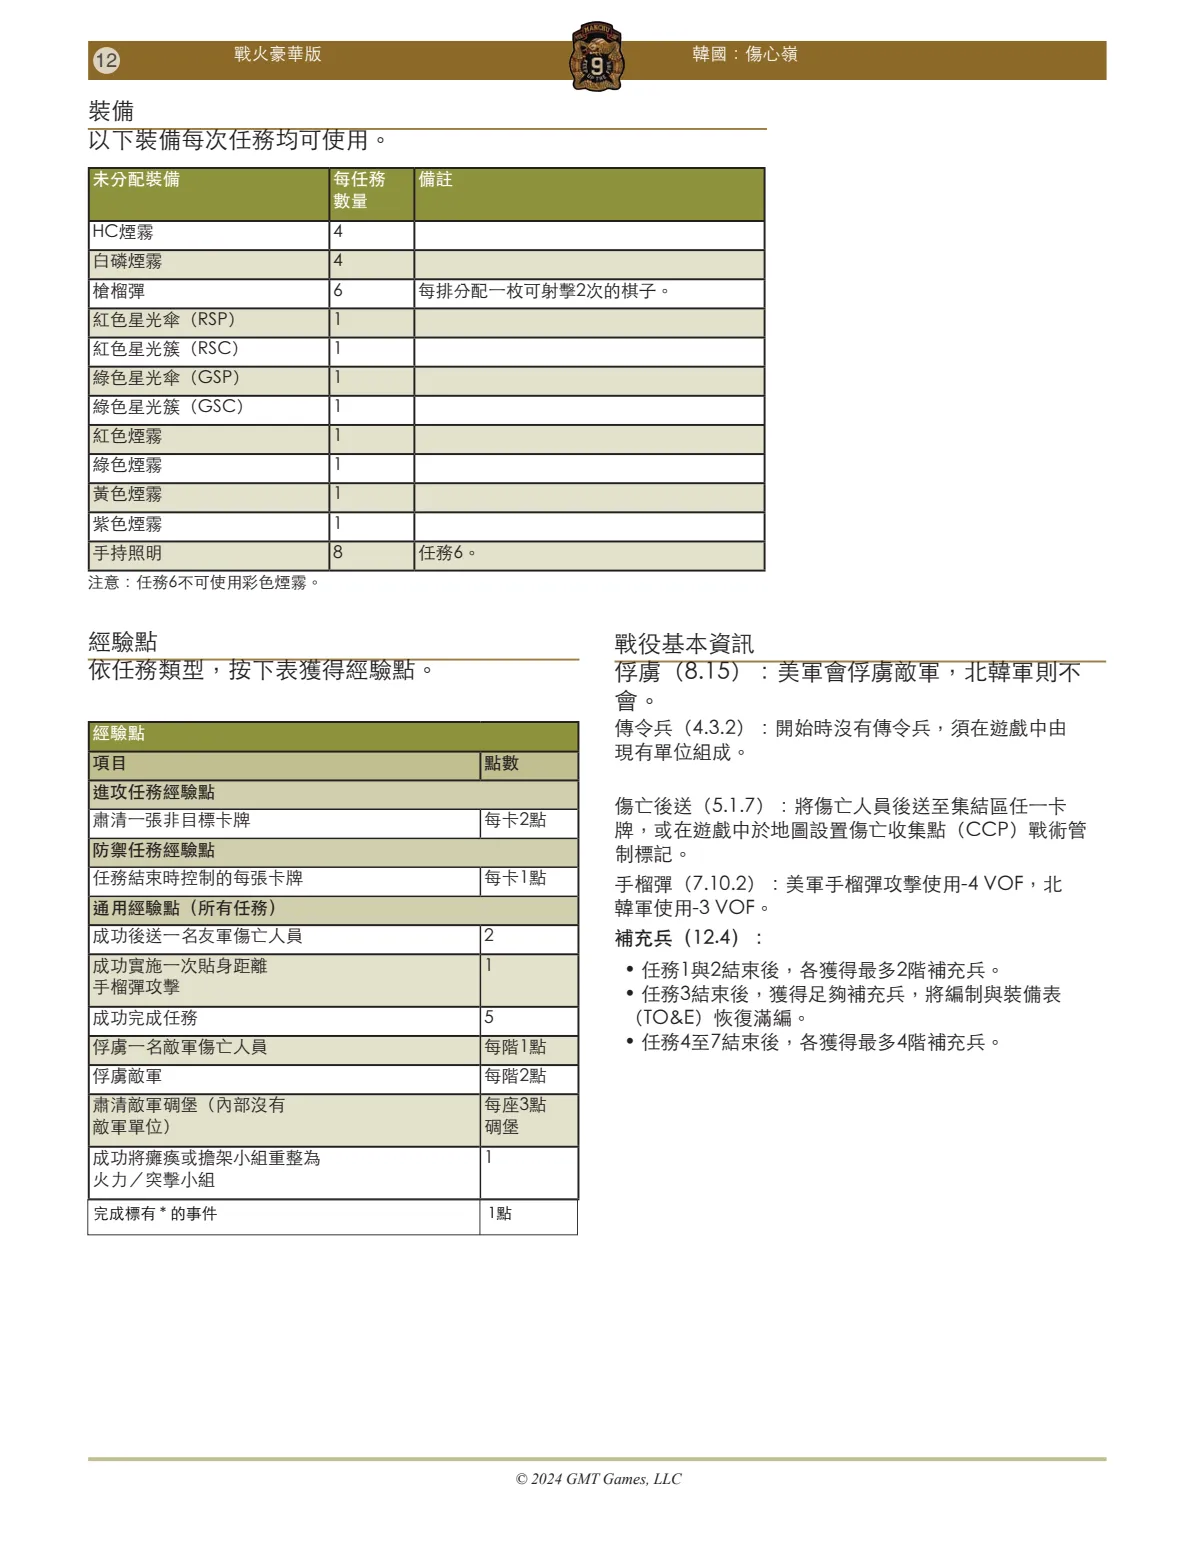 12
戰火豪華版
MANCHU
9
韓國：傷心嶺
裝備
以下裝備每次任務均可使用。
未分配裝備 每任務 備註
數量
HC煙霧 4
白磷煙霧 4
槍榴彈 6 每排分配一枚可射擊2次的棋子。
紅色星光傘（RSP） 1
紅色星光簇（RSC） 1
綠色星光傘（GSP） 1
綠色星光簇（GSC） 1
紅色煙霧 1
綠色煙霧 1
黃色煙霧 1
紫色煙霧 1
手持照明 8 任務6。
注意：任務6不可使用彩色煙霧。
經驗點
依任務類型，按下表獲得經驗點。
經驗點
項目 點數
進攻任務經驗點
肅清一張非目標卡牌 每卡2點
防禦任務經驗點
任務結束時控制的每張卡牌 每卡1點
通用經驗點（所有任務）
成功後送一名友軍傷亡人員 2
成功實施一次貼身距離 1
手榴彈攻擊
成功完成任務 5
俘虜一名敵軍傷亡人員 每階1點
俘虜敵軍 每階2點
肅清敵軍碉堡（內部沒有 每座3點
敵軍單位） 碉堡
成功將癱瘓或擔架小組重整為 1
火力／突擊小組
完成標有 * 的事件 1點
戰役基本資訊
俘虜（8.15）：美軍會俘虜敵軍，北韓軍則不
會。
傳令兵（4.3.2）：開始時沒有傳令兵，須在遊戲中由
現有單位組成。
傷亡後送（5.1.7）：將傷亡人員後送至集結區任一卡
牌，或在遊戲中於地圖設置傷亡收集點（CCP）戰術管
制標記。
手榴彈（7.10.2）：美軍手榴彈攻擊使用-4 VOF，北
韓軍使用-3 VOF。
補充兵（12.4）：
• 任務1與2結束後，各獲得最多2階補充兵。
• 任務3結束後，獲得足夠補充兵，將編制與裝備表
（TO&E）恢復滿編。
• 任務4至7結束後，各獲得最多4階補充兵。
© 2024 GMT Games, LLC